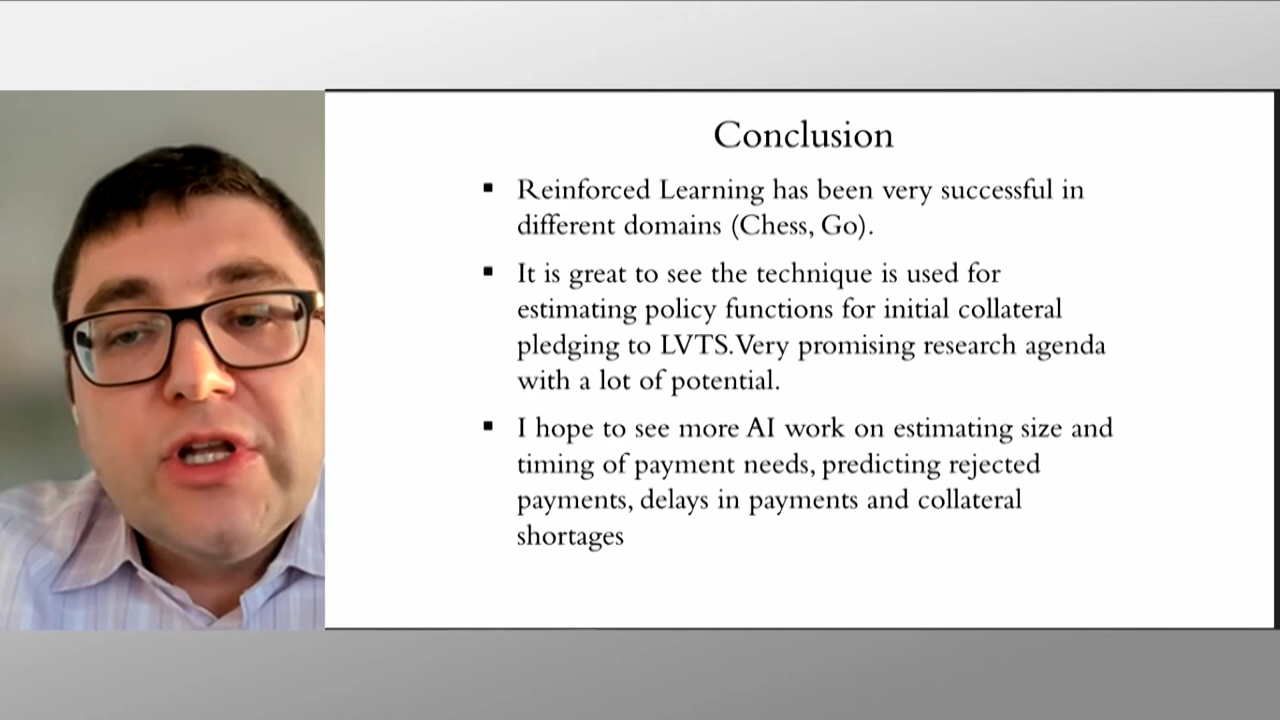 Conclusion
▪ Reinforced Learning has been very successful in
different domains (Chess, Go).
▪ It is great to see the technique is used for
estimating policy functions for initial collateral
pledging to LVTS.Very promising research agenda
with a lot of potential.
▪ I hope to see more AI work on estimating size and
timing of payment needs, predicting rejected
payments, delays in payments and collateral
shortages